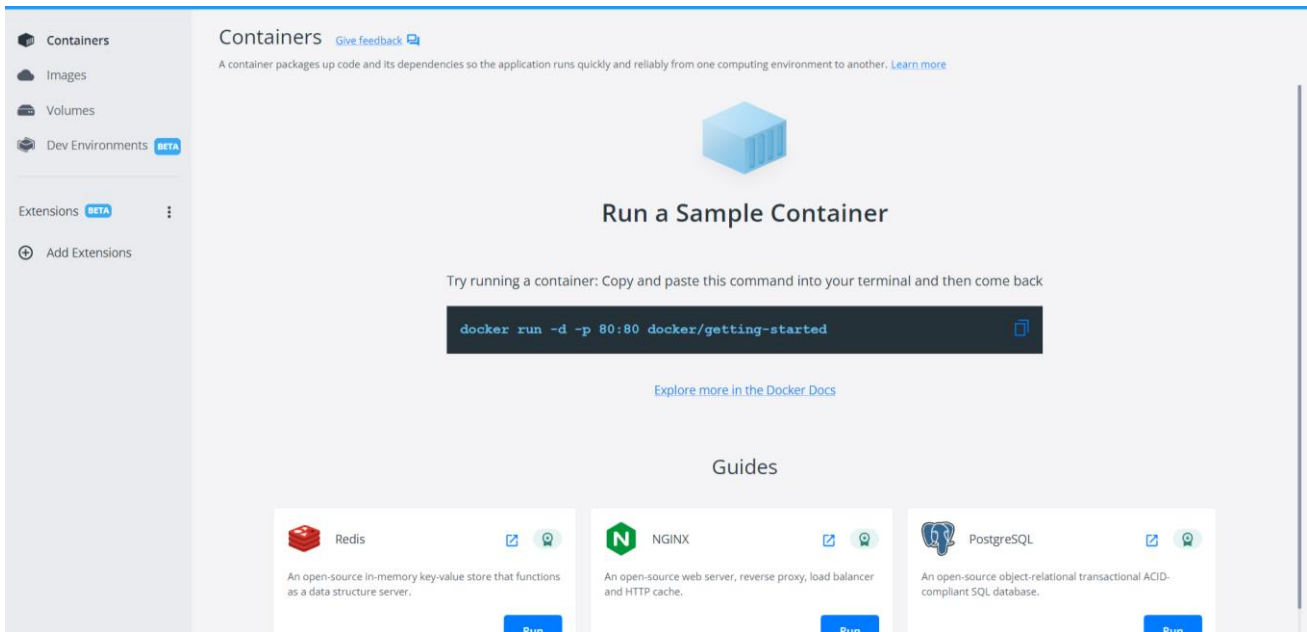 Containers
Images
Volumes
Dev Environments BETA
Extensions BETA
Add Extensions
Containers Give feedback
A container packages up code and its dependencies so the application runs quickly and reliably from one computing environment to another. Learn more
Run a Sample Container
Try running a container: Copy and paste this command into your terminal and then come back
docker run -d -p 80:80 docker/getting-started
Explore more in the Docker Docs
Guides
Redis
An open-source in-memory key-value store that functions
as a data structure server.
Run
NGINX
An open-source web server, reverse proxy, load balancer
and HTTP cache.
Run
PostgreSQL
An open-source object-relational transactional ACID-
compliant SQL database.
Run